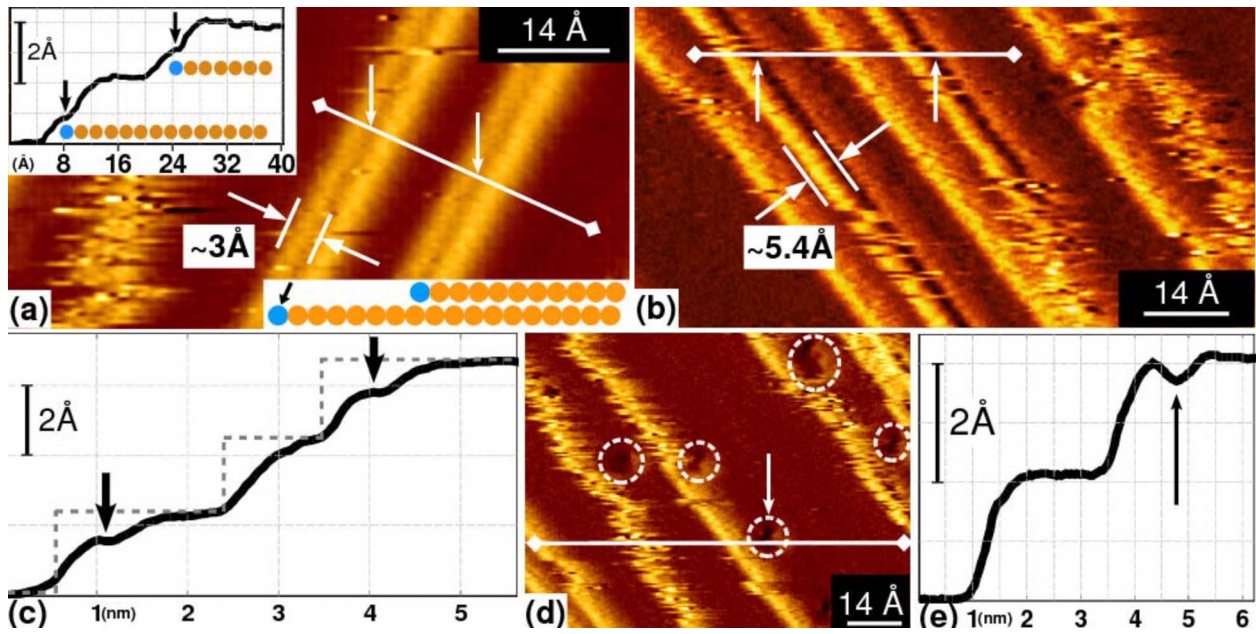 2Å
(Å) 8 16 24 32 40
14 Å
~3Å
(a)
~5.4Å
(b)
14 Å
2Å
(c) 1(nm) 2 3 4 5
(d)
14 Å
2Å
(e) 1(nm) 2 3 4 5 6